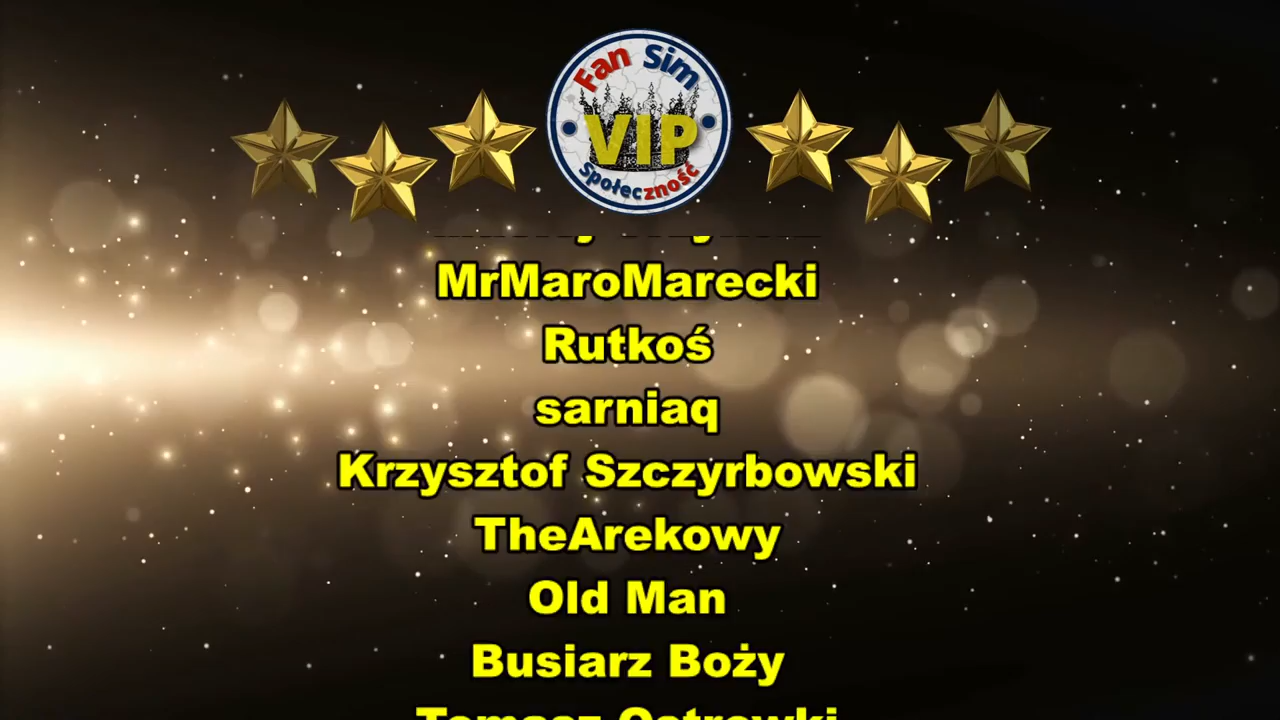 Fan Sim
VIP
Społeczność
MrMaroMarecki
Rutkoś
sarniaq
Krzysztof Szczyrbowski
TheArekowy
Old Man
Busiarz Boży